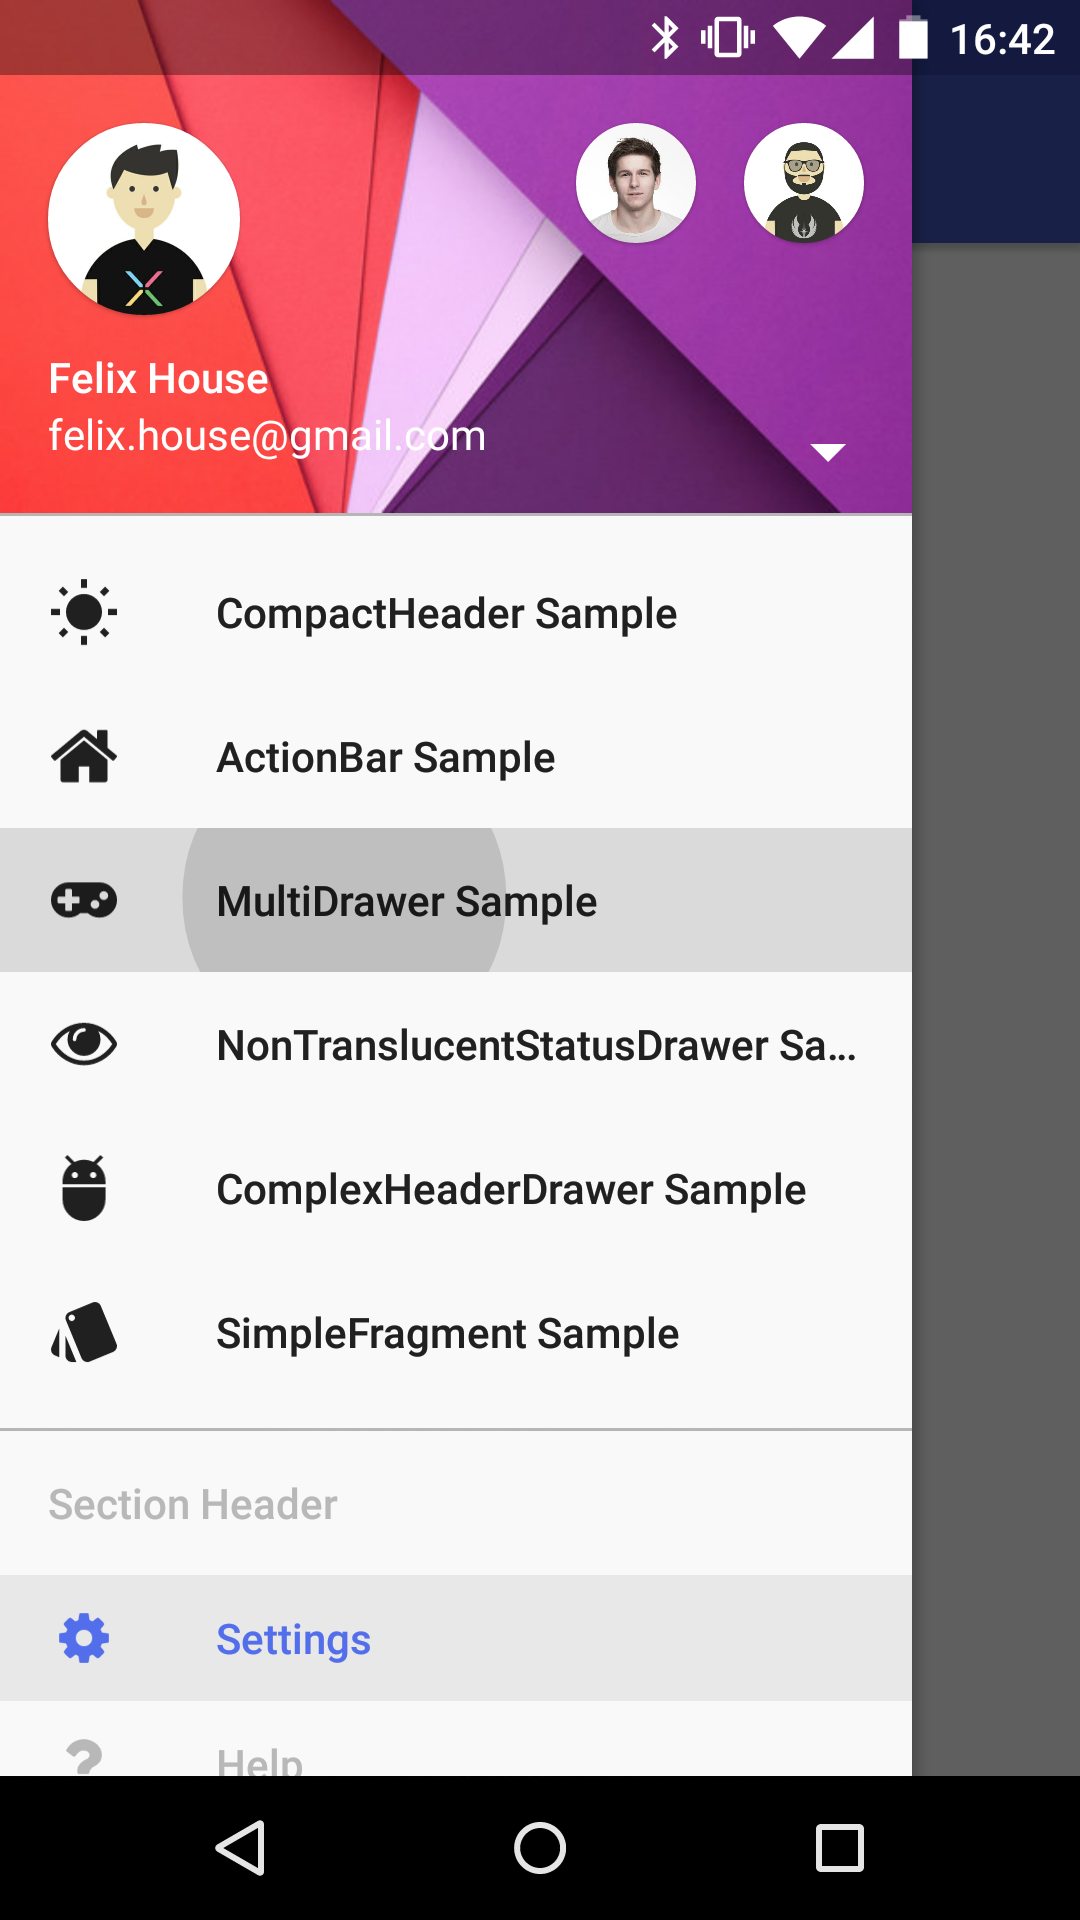 16:42
Felix House
felix.house@gmail.com
CompactHeader Sample
ActionBar Sample
MultiDrawer Sample
NonTranslucentStatusDrawer Sa...
ComplexHeaderDrawer Sample
SimpleFragment Sample
Section Header
Settings
Help